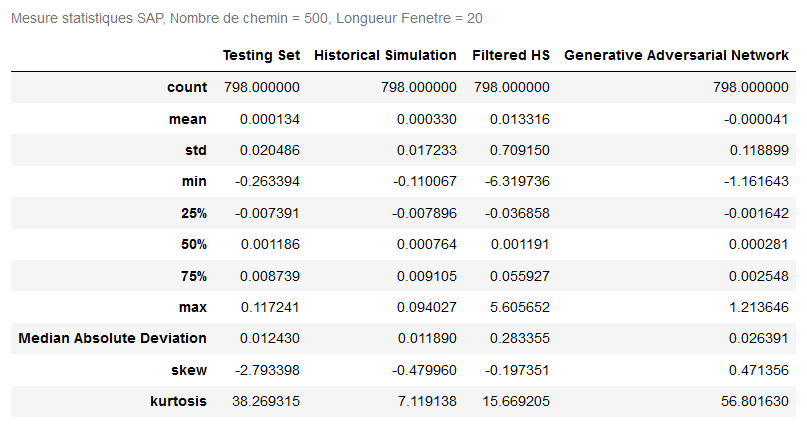 Mesure statistiques SAP, Nombre de chemin = 500, Longueur Fenetre = 20
Testing Set Historical Simulation Filtered HS Generative Adversarial Network
count 798.000000 798.000000 798.000000 798.000000
mean 0.000134 0.000330 0.013316 -0.000041
std 0.020486 0.017233 0.709150 0.118899
min -0.263394 -0.110067 -6.319736 -1.161643
25% -0.007391 -0.007896 -0.036858 -0.001642
50% 0.001186 0.000764 0.001191 0.000281
75% 0.008739 0.009105 0.055927 0.002548
max 0.117241 0.094027 5.605652 1.213646
Median Absolute Deviation 0.012430 0.011890 0.283355 0.026391
skew -2.793398 -0.479960 -0.197351 0.471356
kurtosis 38.269315 7.119138 15.669205 56.801630